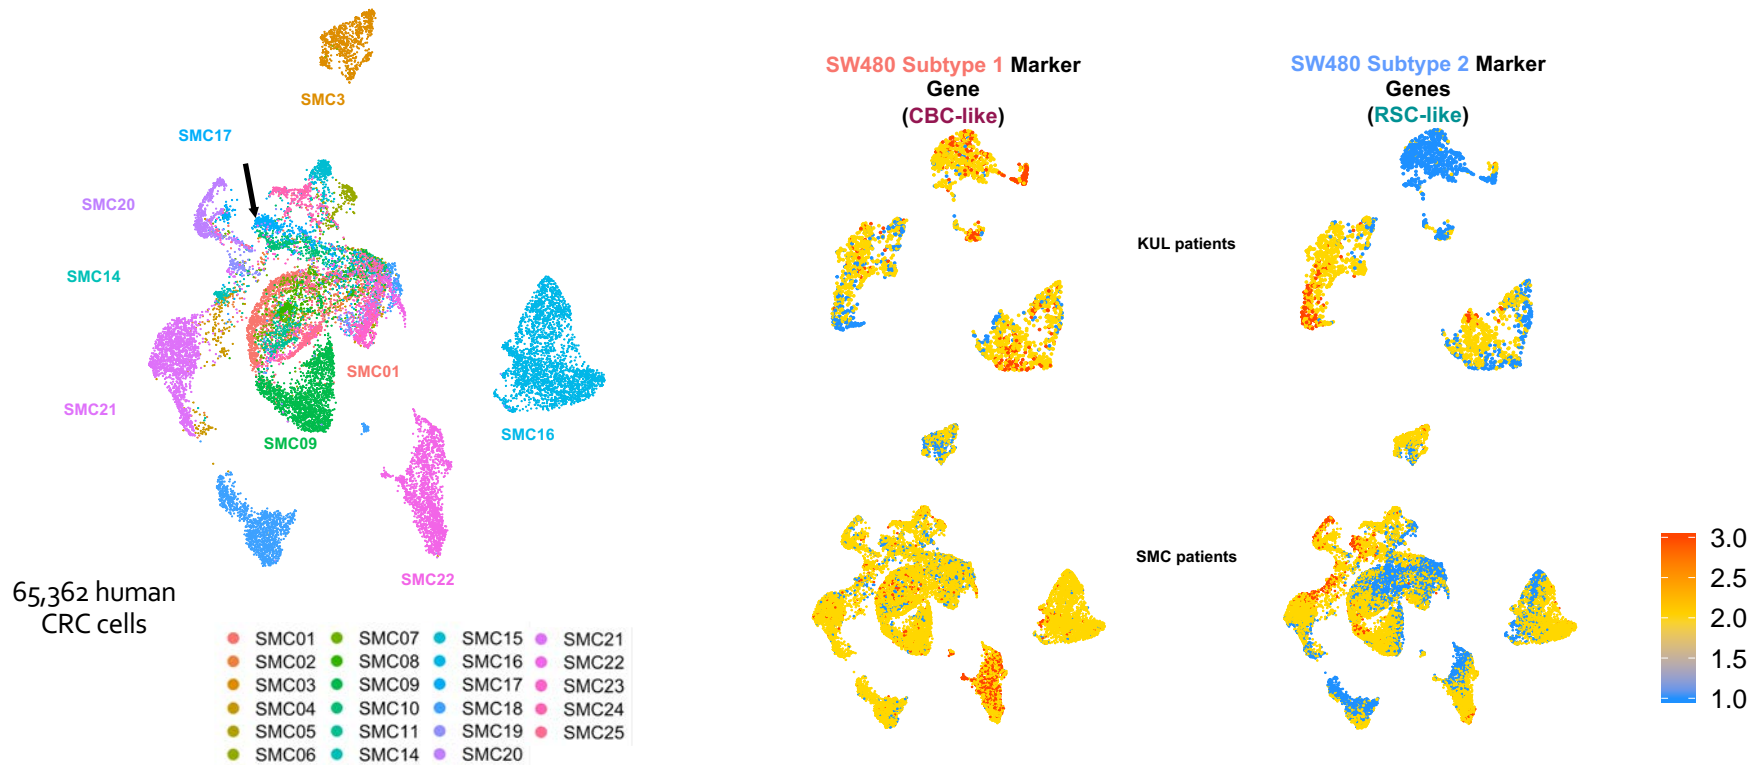 SMC3
SMC17
SMC20
SMC14
SMC01
SMC21
SMC09
SMC16
SMC22
65,362 human
CRC cells
SMC01
SMC02
SMC03
SMC04
SMC05
SMC06
SMC07
SMC08
SMC09
SMC10
SMC11
SMC14
SMC15
SMC16
SMC17
SMC18
SMC19
SMC20
SMC21
SMC22
SMC23
SMC24
SMC25
SW480 Subtype 1 Marker
Gene
(CBC-like)
SW480 Subtype 2 Marker
Genes
(RSC-like)
KUL patients
SMC patients
3.0
2.5
2.0
1.5
1.0